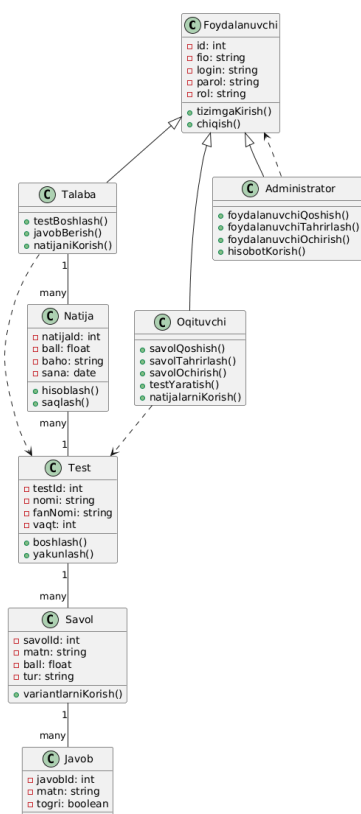 C Foydalanuvchi
id: int
fio: string
login: string
parol: string
rol: string
tizimgaKirish()
chiqish()
C Talaba
testBoshlash()
javobBerish()
natijaniKorish()
C Administrator
foydalanuvchiQoshish()
foydalanuvchiTahrirlash()
foydalanuvchiOchirish()
hisobotKorish()
1
many
C Natija
natijaId: int
ball: float
baho: string
sana: date
hisoblash()
saqlash()
C Oqituvchi
savolQoshish()
savolTahrirlash()
savolOchirish()
testYaratish()
natijalarniKorish()
many
1
C Test
testId: int
nomi: string
fanNomi: string
vaqt: int
boshlash()
yakunlash()
1
many
C Savol
savolId: int
matn: string
ball: float
tur: string
variantlarniKorish()
1
many
C Javob
javobId: int
matn: string
togri: boolean